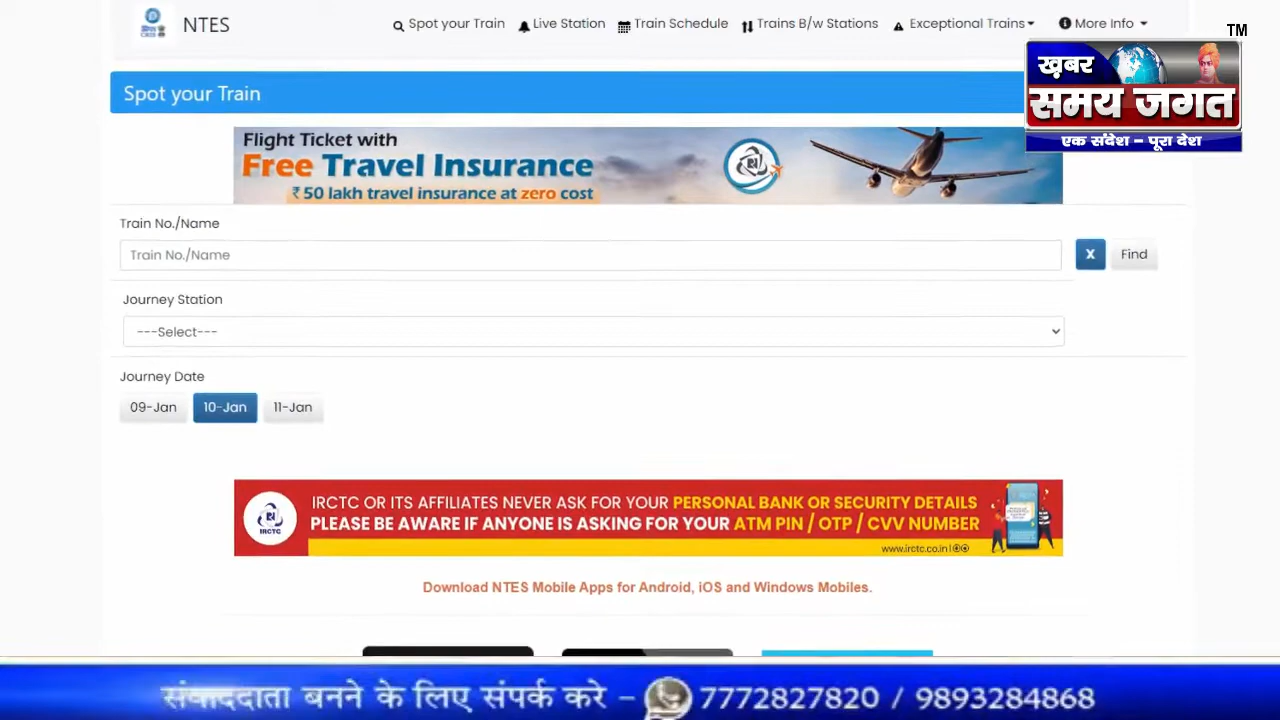 NTES
Spot your Train
Live Station
Train Schedule
Trains B/w Stations
Exceptional Trains
More Info
TM
ख़बर
समय जगत
एक संदेश – पूरा देश
Spot your Train
Flight Ticket with
Free Travel Insurance
₹ 50 lakh travel insurance at zero cost
Train No./Name
Train No./Name
X
Find
Journey Station
---Select---
Journey Date
09-Jan
10-Jan
11-Jan
IRCTC OR ITS AFFILIATES NEVER ASK FOR YOUR PERSONAL BANK OR SECURITY DETAILS
PLEASE BE AWARE IF ANYONE IS ASKING FOR YOUR ATM PIN / OTP / CVV NUMBER
IRCTC
www.irctc.co.in
Download NTES Mobile Apps for Android, iOS and Windows Mobiles.
संवाददाता बनने के लिए संपर्क करे – 7772827820 / 9893284868